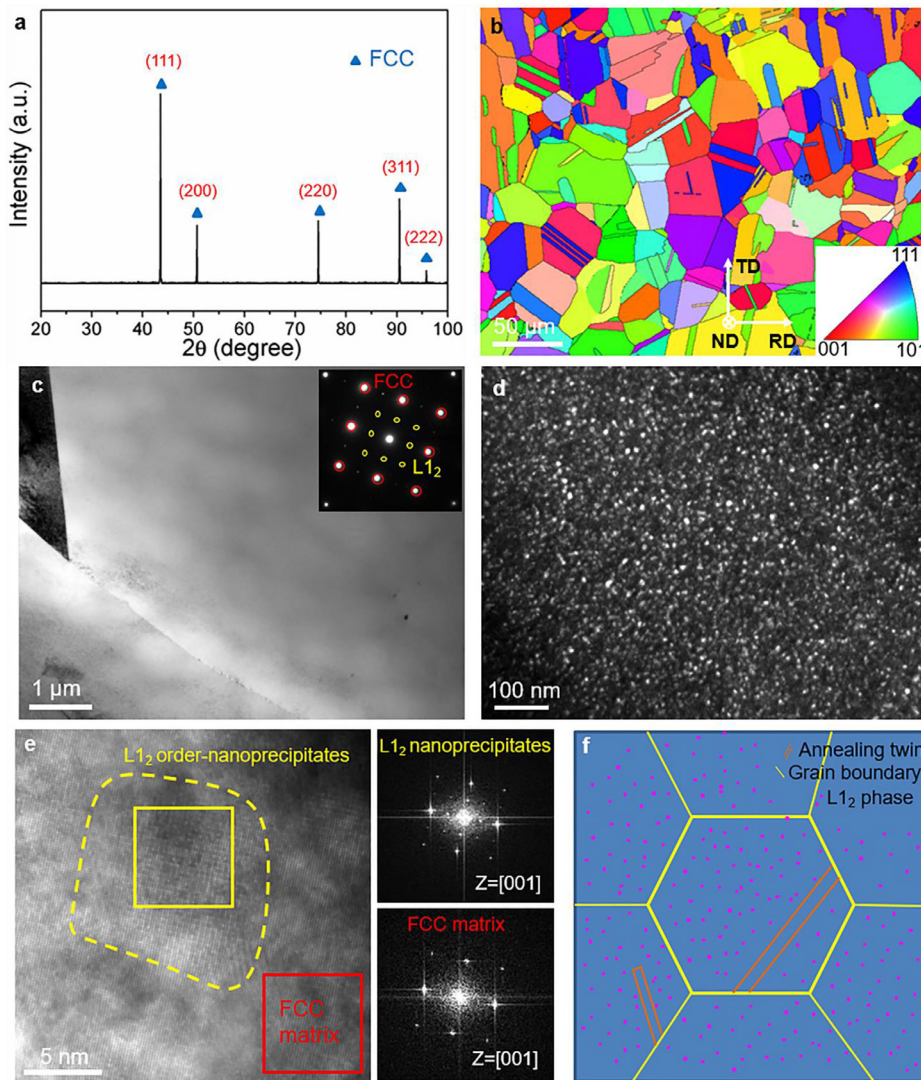 a
(111)
FCC
(200)
(220)
(311)
(222)
Intensity (a.u.)
20 30 40 50 60 70 80 90 100
2θ (degree)
b
TD
ND
RD
50 µm
111
001
101
c
FCC
L1₂
1 µm
d
100 nm
e
L1₂ order-nanoprecipitates
FCC
matrix
5 nm
L1₂ nanoprecipitates
Z=[001]
FCC matrix
Z=[001]
f
Annealing twin
Grain boundary
L1₂ phase